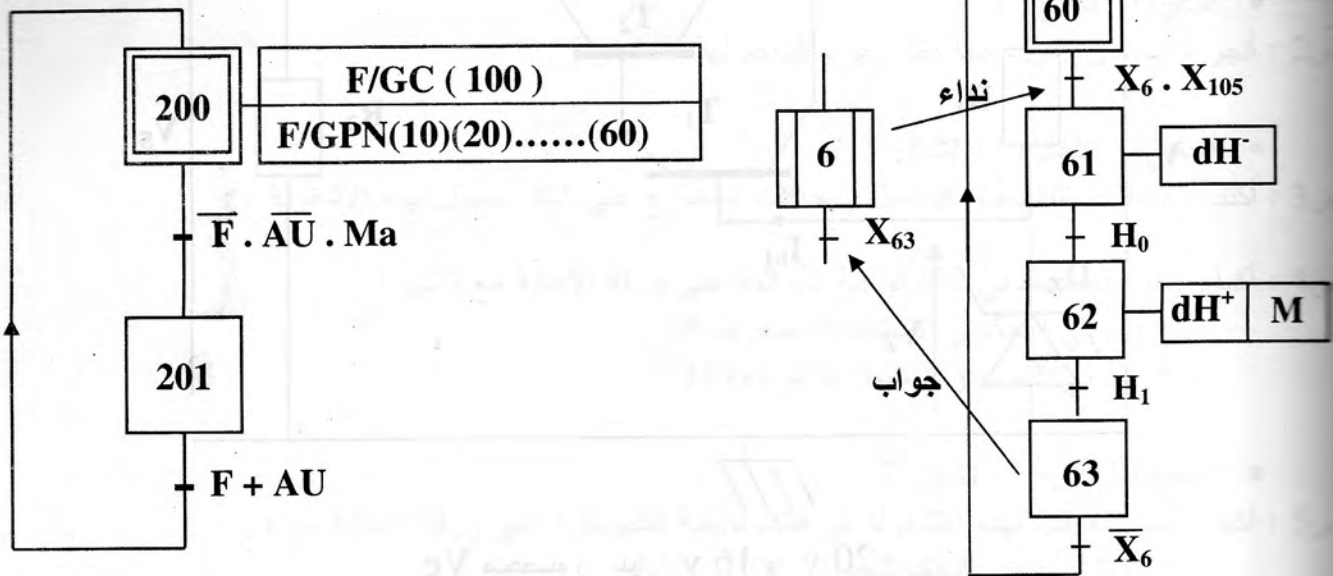 200
F/GC ( 100 )
F/GPN(10)(20)......(60)
F̅ . A̅U̅ . Ma
201
F + AU
6
X₆₃
نداء
جواب
60
X₆ . X₁₀₅
61
dH⁻
H₀
62
dH⁺ M
H₁
63
X̅₆